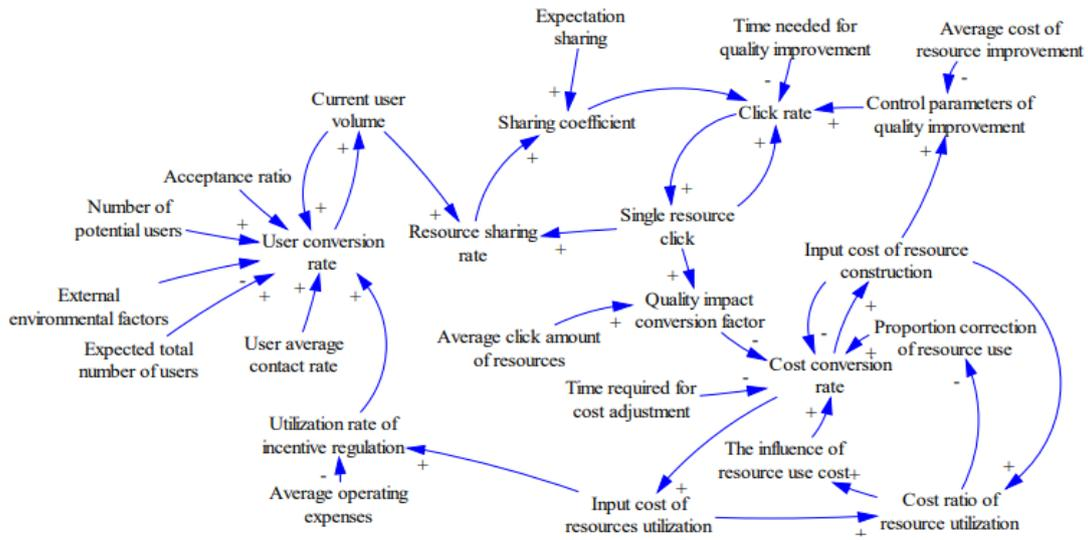 Expectation
sharing
Time needed for
quality improvement
Average cost of
resource improvement
-
-
+
Current user
volume
Sharing coefficient
Click rate
Control parameters of
quality improvement
+
+
+
+
+
Acceptance ratio
+
+
Number of
potential users
+
+
Single resource
click
User conversion
rate
Resource sharing
rate
+
Input cost of resource
construction
-
+
+
+
+
External
environmental factors
Quality impact
conversion factor
+
Expected total
number of users
User average
contact rate
Average click amount
of resources
+
-
-
Proportion correction
of resource use
+
Cost conversion
rate
Time required for
cost adjustment
-
-
+
Utilization rate of
incentive regulation
+
The influence of
resource use cost
+
+
-
Average operating
expenses
+
Input cost of
resources utilization
Cost ratio of
resource utilization
+